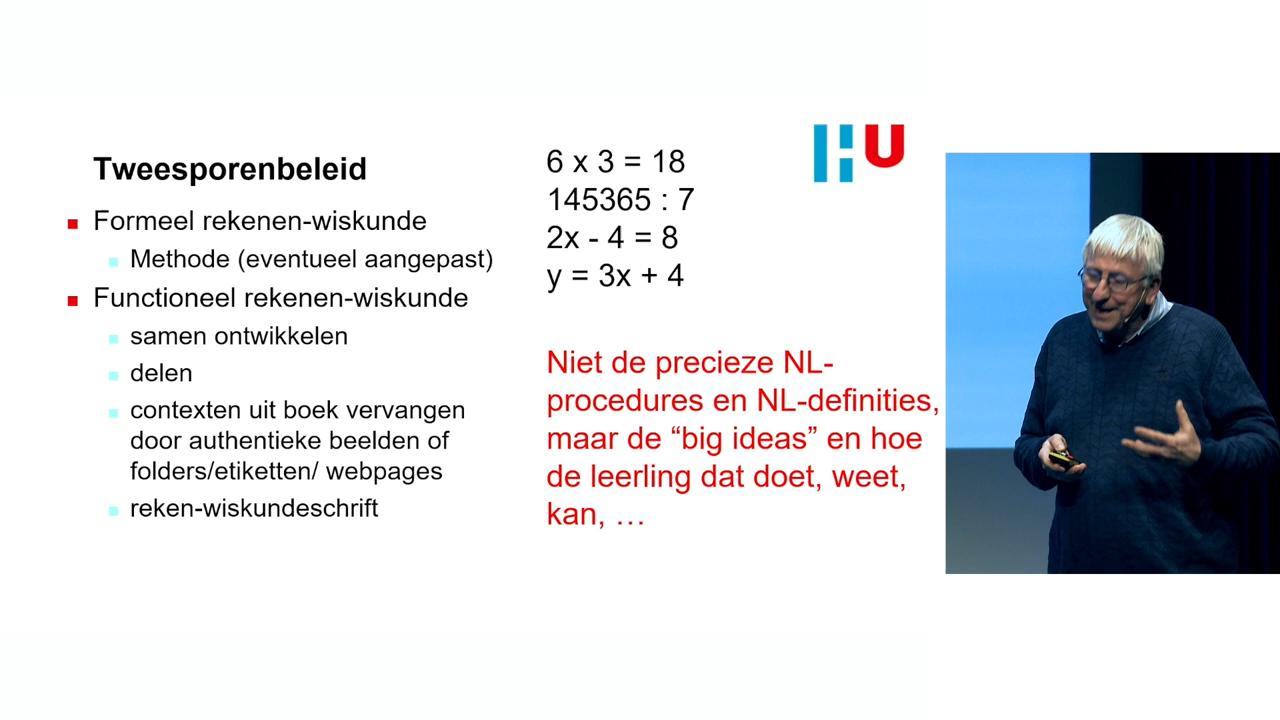 Tweesporenbeleid
Formeel rekenen-wiskunde
Methode (eventueel aangepast)
Functioneel rekenen-wiskunde
samen ontwikkelen
delen
contexten uit boek vervangen
door authentieke beelden of
folders/etiketten/ webpages
reken-wiskundeschrift
6 x 3 = 18
145365 : 7
2x - 4 = 8
y = 3x + 4
Niet de precieze NL-
procedures en NL-definities,
maar de “big ideas” en hoe
de leerling dat doet, weet,
kan, …
HU